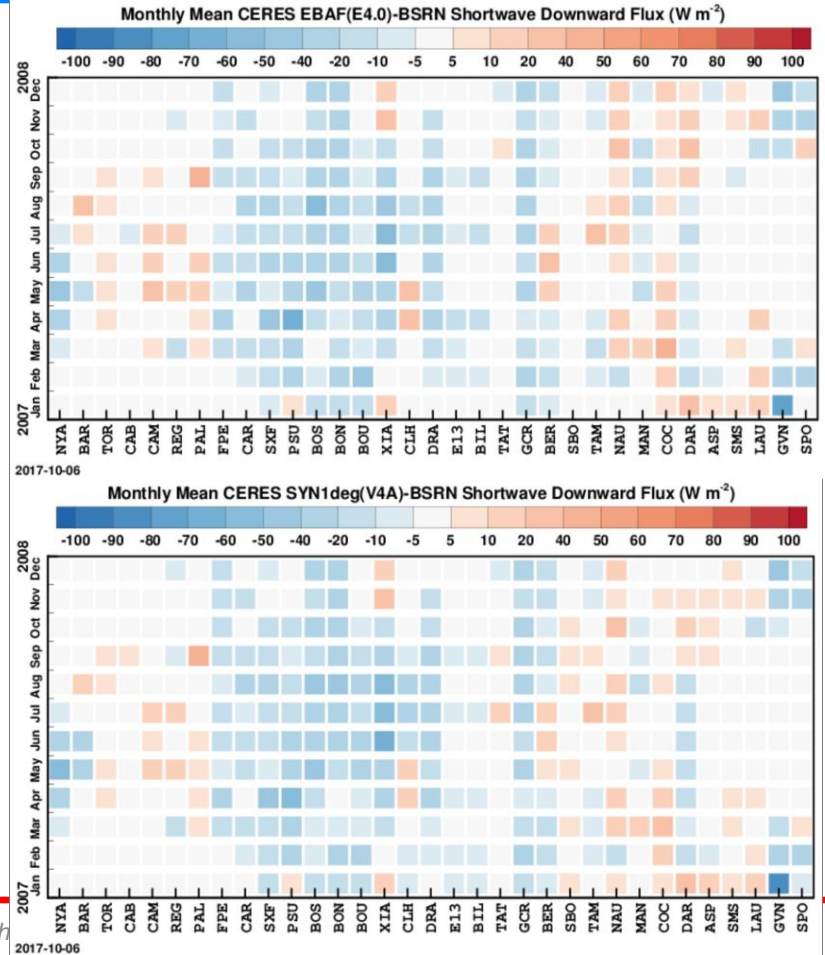 Monthly Mean CERES EBAF(E4.0)-BSRN Shortwave Downward Flux (W m-2)
-100 -90 -80 -70 -60 -50 -40 -20 -10 -5 5 10 20 40 60 70 80 90 100
2008
Dec
Nov
Oct
Sep
Aug
Jul
Jun
May
Apr
Mar
Feb
Jan
2007
NYA BAR TOR CAB CAM REG PAL FPE CAR SXF PSU BOS BON BOU XIA CLH DRA E13 BIL TAT GCR BER SBO TAM NAU MAN COC DAR ASP SMS LAU GVN SPO
2017-10-06
Monthly Mean CERES SYN1deg(V4A)-BSRN Shortwave Downward Flux (W m-2)
-100 -90 -80 -70 -60 -50 -40 -20 -10 -5 5 10 20 40 60 70 80 90 100
2008
Dec
Nov
Oct
Sep
Aug
Jul
Jun
May
Apr
Mar
Feb
Jan
2007
NYA BAR TOR CAB CAM REG PAL FPE CAR SXF PSU BOS BON BOU XIA CLH DRA E13 BIL TAT GCR BER SBO TAM NAU MAN COC DAR ASP SMS LAU GVN SPO
h
2017-10-06